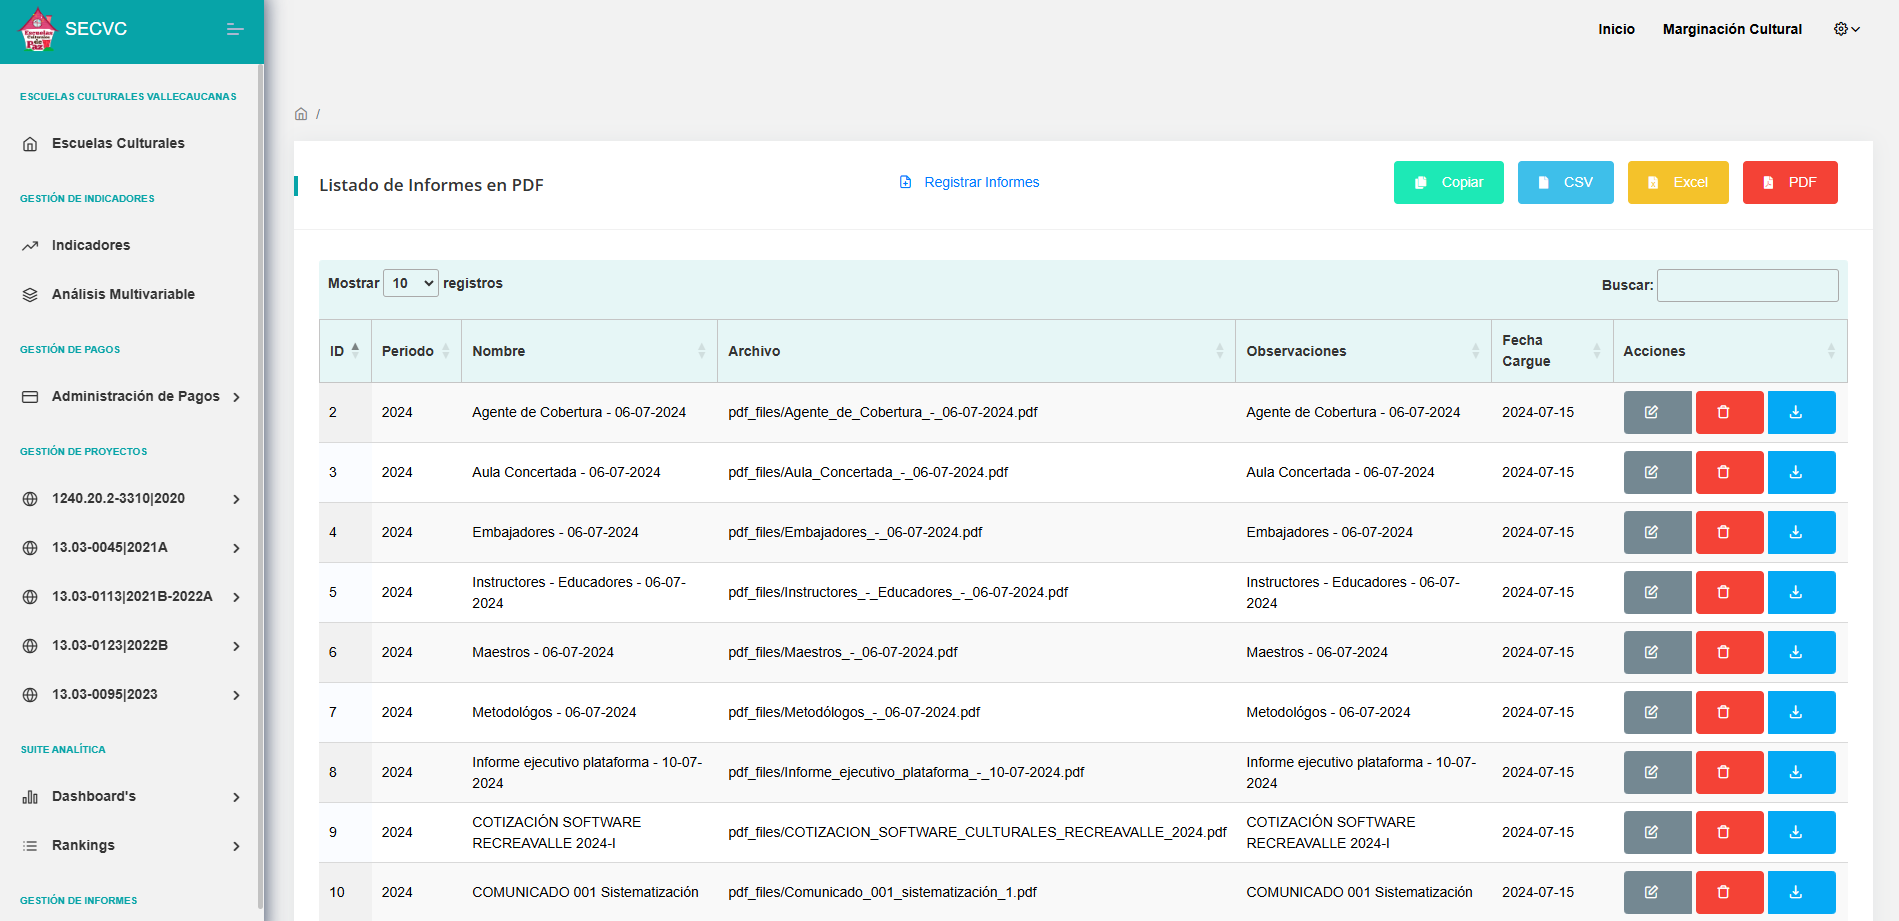 Escuelas
Culturales
de
Paz
SECVC
Inicio
Marginación Cultural
ESCUELAS CULTURALES VALLECAUCANAS
Escuelas Culturales
GESTIÓN DE INDICADORES
Indicadores
Análisis Multivariable
GESTIÓN DE PAGOS
Administración de Pagos
GESTIÓN DE PROYECTOS
1240.20.2-3310|2020
13.03-0045|2021A
13.03-0113|2021B-2022A
13.03-0123|2022B
13.03-0095|2023
SUITE ANALÍTICA
Dashboard's
Rankings
GESTIÓN DE INFORMES
/
Listado de Informes en PDF
Registrar Informes
Copiar
CSV
Excel
PDF
Mostrar 10 registros
Buscar:
ID Periodo Nombre Archivo Observaciones Fecha Cargue Acciones
2 2024 Agente de Cobertura - 06-07-2024 pdf_files/Agente_de_Cobertura_-_06-07-2024.pdf Agente de Cobertura - 06-07-2024 2024-07-15
3 2024 Aula Concertada - 06-07-2024 pdf_files/Aula_Concertada_-_06-07-2024.pdf Aula Concertada - 06-07-2024 2024-07-15
4 2024 Embajadores - 06-07-2024 pdf_files/Embajadores_-_06-07-2024.pdf Embajadores - 06-07-2024 2024-07-15
5 2024 Instructores - Educadores - 06-07-2024 pdf_files/Instructores_-_Educadores_-_06-07-2024.pdf Instructores - Educadores - 06-07-2024 2024-07-15
6 2024 Maestros - 06-07-2024 pdf_files/Maestros_-_06-07-2024.pdf Maestros - 06-07-2024 2024-07-15
7 2024 Metodológos - 06-07-2024 pdf_files/Metodólogos_-_06-07-2024.pdf Metodológos - 06-07-2024 2024-07-15
8 2024 Informe ejecutivo plataforma - 10-07-2024 pdf_files/Informe_ejecutivo_plataforma_-_10-07-2024.pdf Informe ejecutivo plataforma - 10-07-2024 2024-07-15
9 2024 COTIZACIÓN SOFTWARE RECREAVALLE 2024-I pdf_files/COTIZACION_SOFTWARE_CULTURALES_RECREAVALLE_2024.pdf COTIZACIÓN SOFTWARE RECREAVALLE 2024-I 2024-07-15
10 2024 COMUNICADO 001 Sistematización pdf_files/Comunicado_001_sistematización_1.pdf COMUNICADO 001 Sistematización 2024-07-15